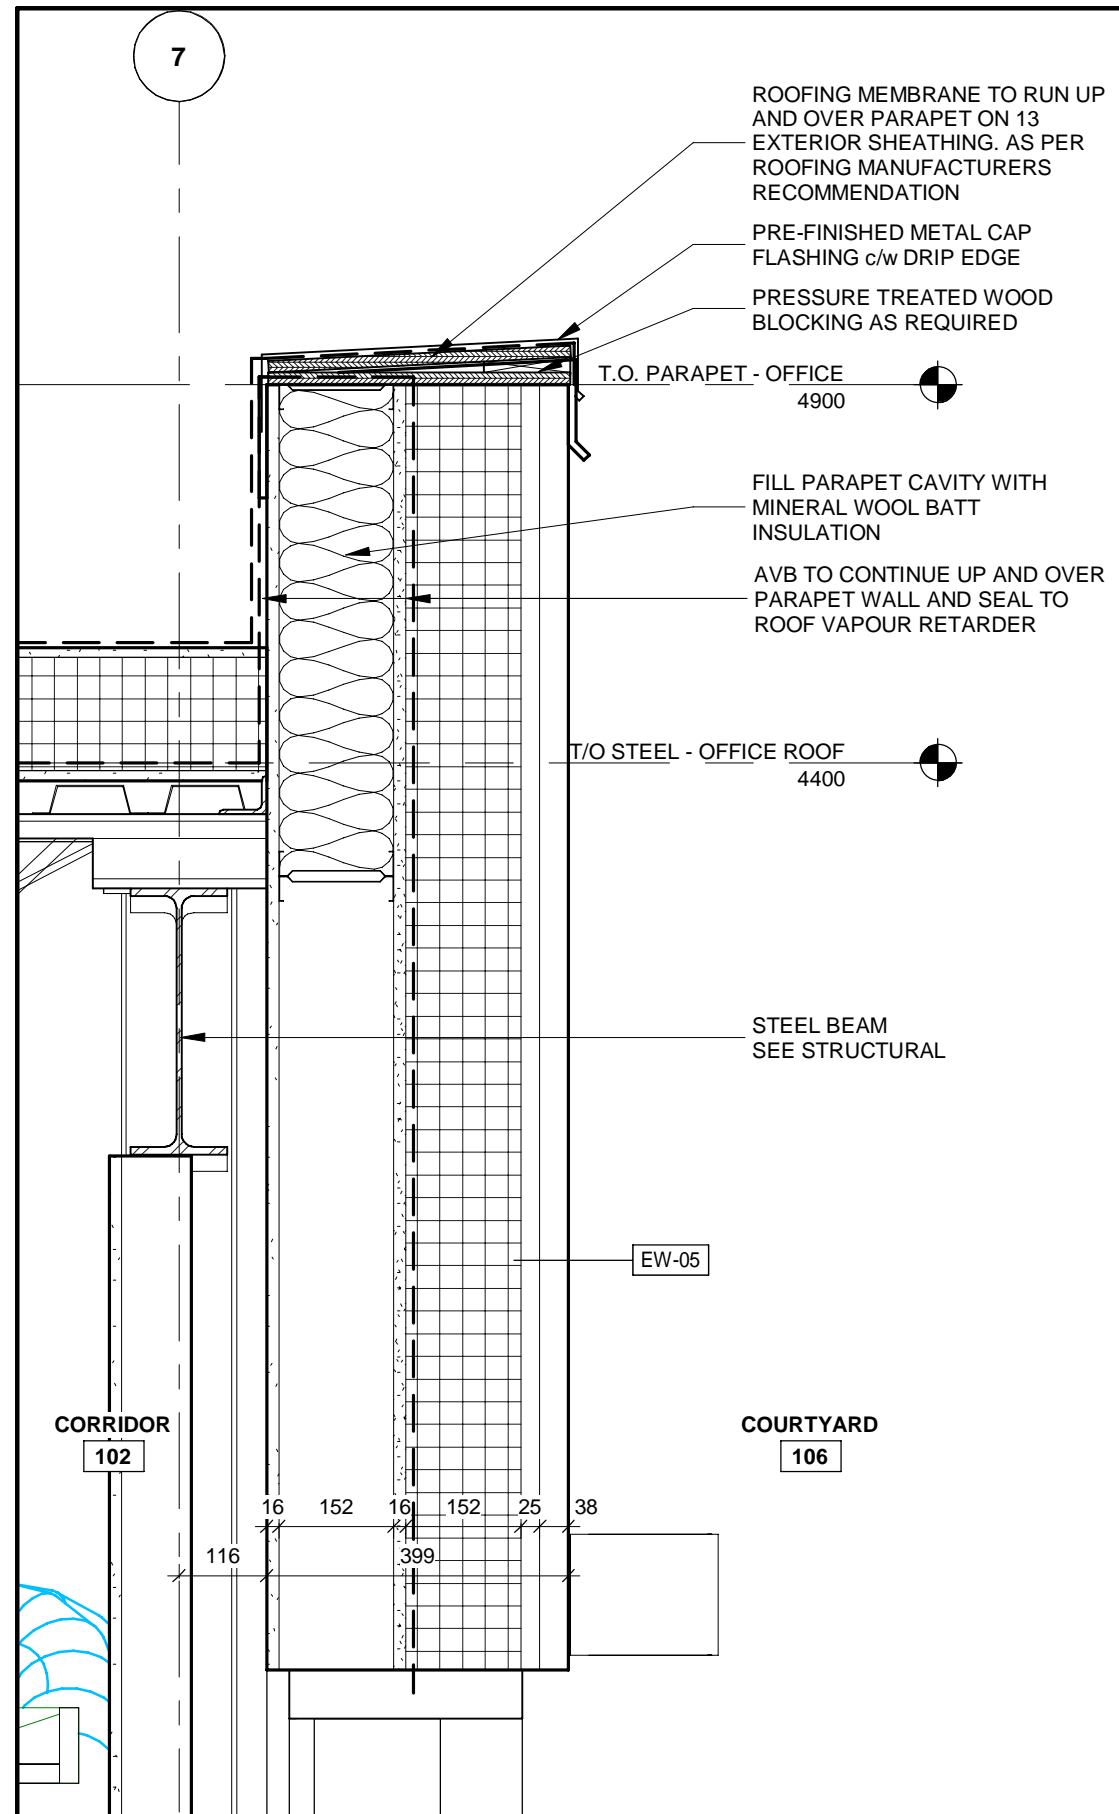 7
ROOFING MEMBRANE TO RUN UP
AND OVER PARAPET ON 13
EXTERIOR SHEATHING. AS PER
ROOFING MANUFACTURERS
RECOMMENDATION
PRE-FINISHED METAL CAP
FLASHING c/w DRIP EDGE
PRESSURE TREATED WOOD
BLOCKING AS REQUIRED
T.O. PARAPET - OFFICE
4900
FILL PARAPET CAVITY WITH
MINERAL WOOL BATT
INSULATION
AVB TO CONTINUE UP AND OVER
PARAPET WALL AND SEAL TO
ROOF VAPOUR RETARDER
T/O STEEL - OFFICE ROOF
4400
STEEL BEAM
SEE STRUCTURAL
EW-05
CORRIDOR
102
COURTYARD
106
16 152 16 152 25 38
116 399